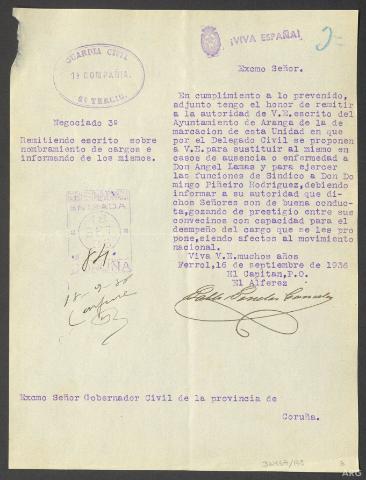 GUARDIA CIVIL
1ª COMPAÑIA.
¡VIVA ESPAÑA!
Excmo Señor.
Negociado 3º
Remitiendo escrito sobre
nombramiento de cargos e
informando de los mismos.
En cumplimiento a lo prevenido,
adjunto tengo el honor de remitir
a la autoridad de V.E. escrito del
Ayuntamiento de Aranga de la de
marcacion de esta Unidad en que
por el Delegado Civil se proponen
a V.E. para sustituir al mismo en
casos de ausencia o enfermedad a
Don Angel Lamas y para ejercer
las funciones de Sindico a Don Do
mingo Piñeiro Rodriguez, debiendo
informar a su autoridad que di-
chos Señores son de buena conduc
ta, gozando de prestigio entre sus
convecinos con capacidad para el
desempeño del cargo que se les pro
pone, siendo afectos al movimiento
nacional.
Viva V.E. muchos años
Ferrol, 16 de septiembre de 1936
El Capitan, P.O.
El Alferez
ENTRADA
Excmo Señor Gobernador Civil de la provincia de
Coruña.
ARG